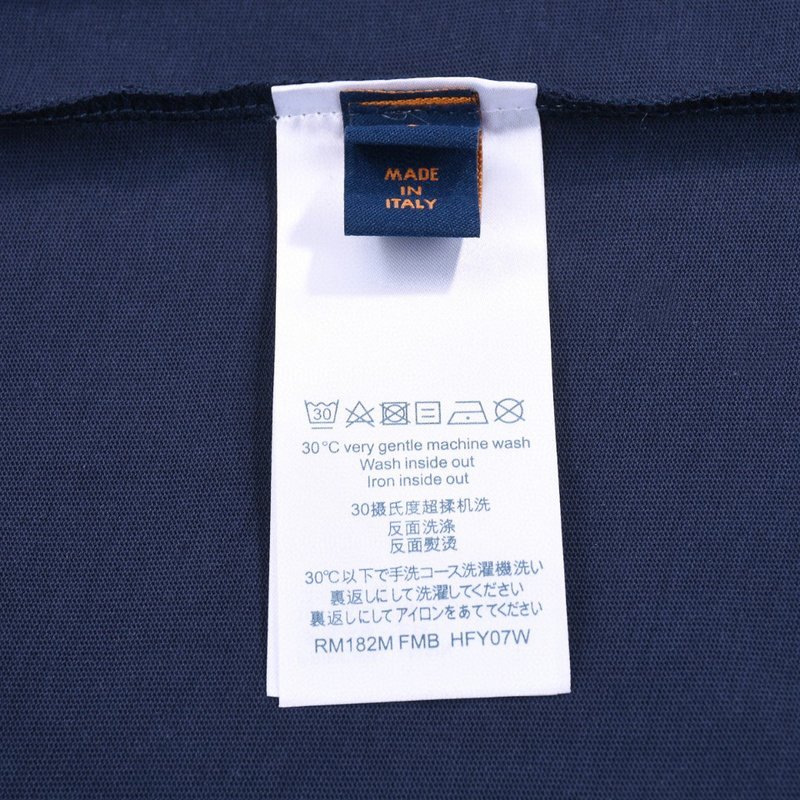 MADE
IN
ITALY
30
30°C very gentle machine wash
Wash inside out
Iron inside out
30摄氏度超揉机洗
反面洗涤
反面熨烫
30℃以下で手洗コース洗濯機洗い
裏返しにして洗濯してください
裏返しにしてアイロンをあててください
RM182M FMB HFY07W